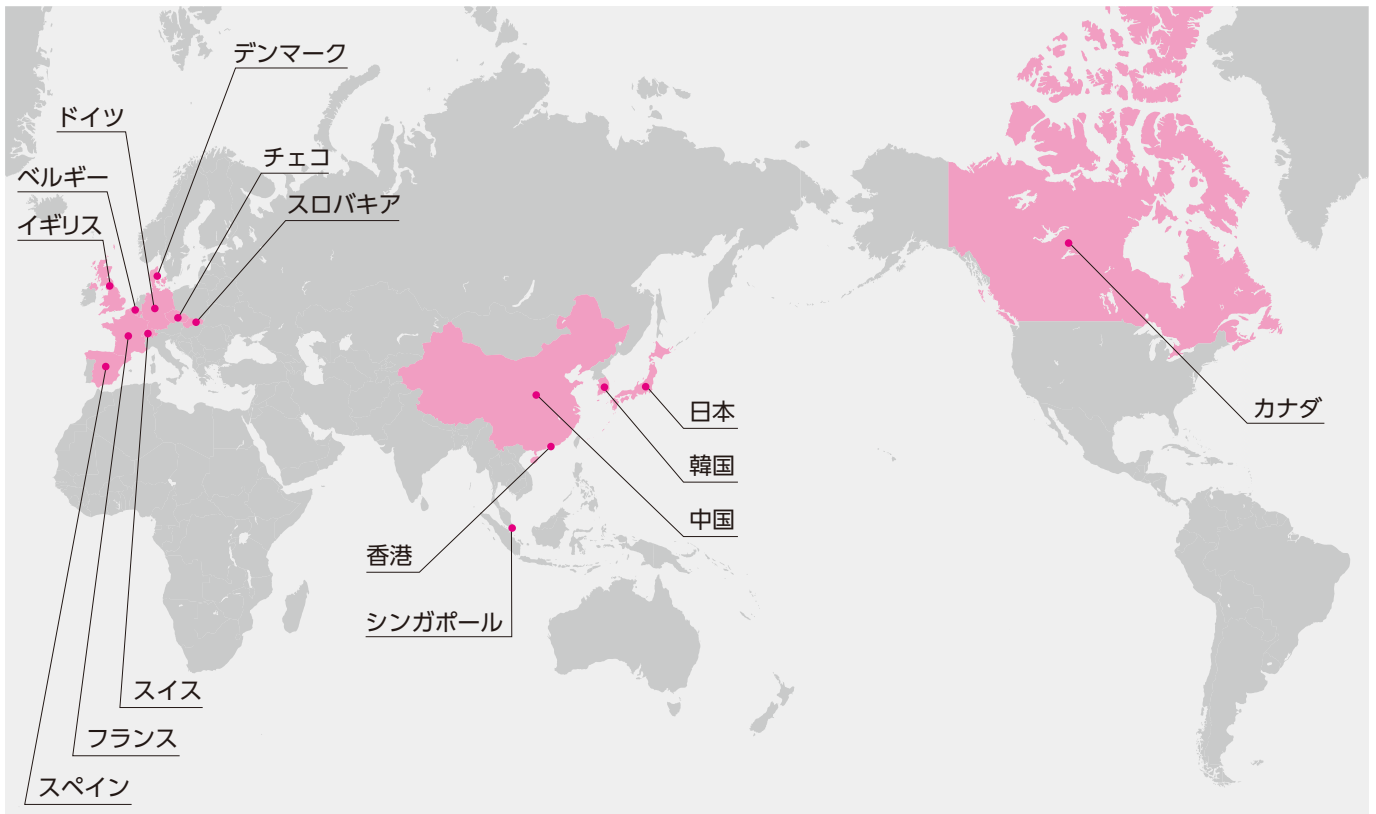 デンマーク
ドイツ
チェコ
ベルギー
スロバキア
イギリス
日本
カナダ
韓国
中国
香港
シンガポール
スイス
フランス
スペイン